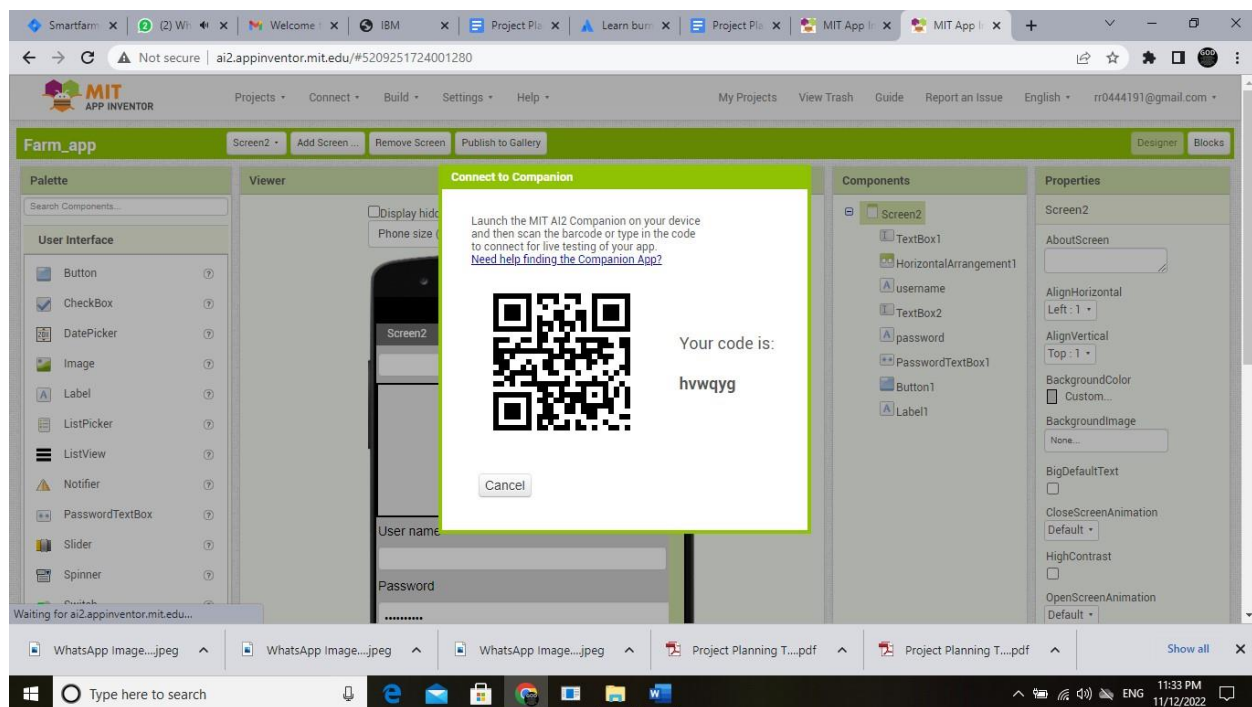 Smartfarm
(2) Wh
Welcome t
IBM
Project Pla
Learn burn
Project Pla
MIT App In
MIT App In
Not secure | ai2.appinventor.mit.edu/#5209251724001280
MIT
APP INVENTOR
Projects
Connect
Build
Settings
Help
My Projects
View Trash
Guide
Report an Issue
English
rr0444191@gmail.com
Farm_app
Screen2
Add Screen ...
Remove Screen
Publish to Gallery
Designer
Blocks
Palette
Search Components...
User Interface
Button
CheckBox
DatePicker
Image
Label
ListPicker
ListView
Notifier
PasswordTextBox
Slider
Spinner
Switch
Waiting for ai2.appinventor.mit.edu...
Viewer
Display hidd
Phone size (
Screen2
User name
Password
Connect to Companion
Launch the MIT AI2 Companion on your device
and then scan the barcode or type in the code
to connect for live testing of your app.
Need help finding the Companion App?
Your code is:
hvwqyg
Cancel
Components
Screen2
TextBox1
HorizontalArrangement1
username
TextBox2
password
PasswordTextBox1
Button1
Label1
Properties
Screen2
AboutScreen
AlignHorizontal
Left : 1
AlignVertical
Top : 1
BackgroundColor
Custom...
BackgroundImage
None...
BigDefaultText
CloseScreenAnimation
Default
HighContrast
OpenScreenAnimation
Default
WhatsApp Image....jpeg
WhatsApp Image....jpeg
WhatsApp Image....jpeg
Project Planning T....pdf
Project Planning T....pdf
Show all
Type here to search
ENG
11:33 PM
11/12/2022